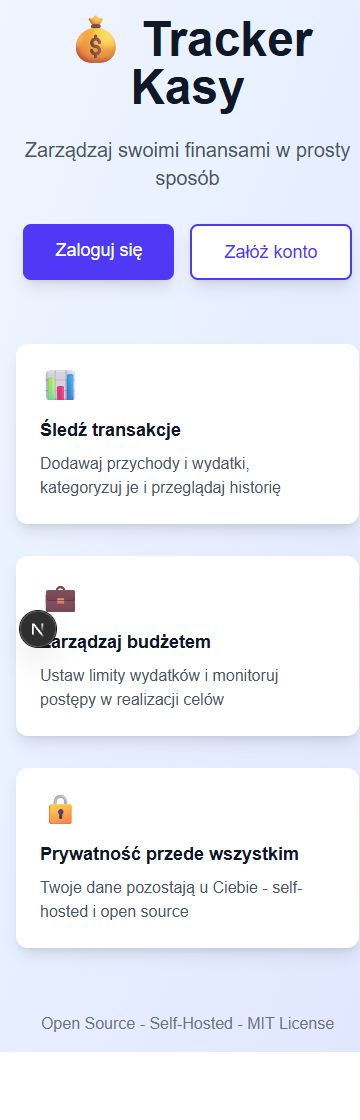 Tracker
Kasy
Zarządzaj swoimi finansami w prosty
sposób
Zaloguj się
Załóż konto
Śledź transakcje
Dodawaj przychody i wydatki,
kategoryzuj je i przeglądaj historię
N
Zarządzaj budżetem
Ustaw limity wydatków i monitoruj
postępy w realizacji celów
Prywatność przede wszystkim
Twoje dane pozostają u Ciebie - self-
hosted i open source
Open Source - Self-Hosted - MIT License